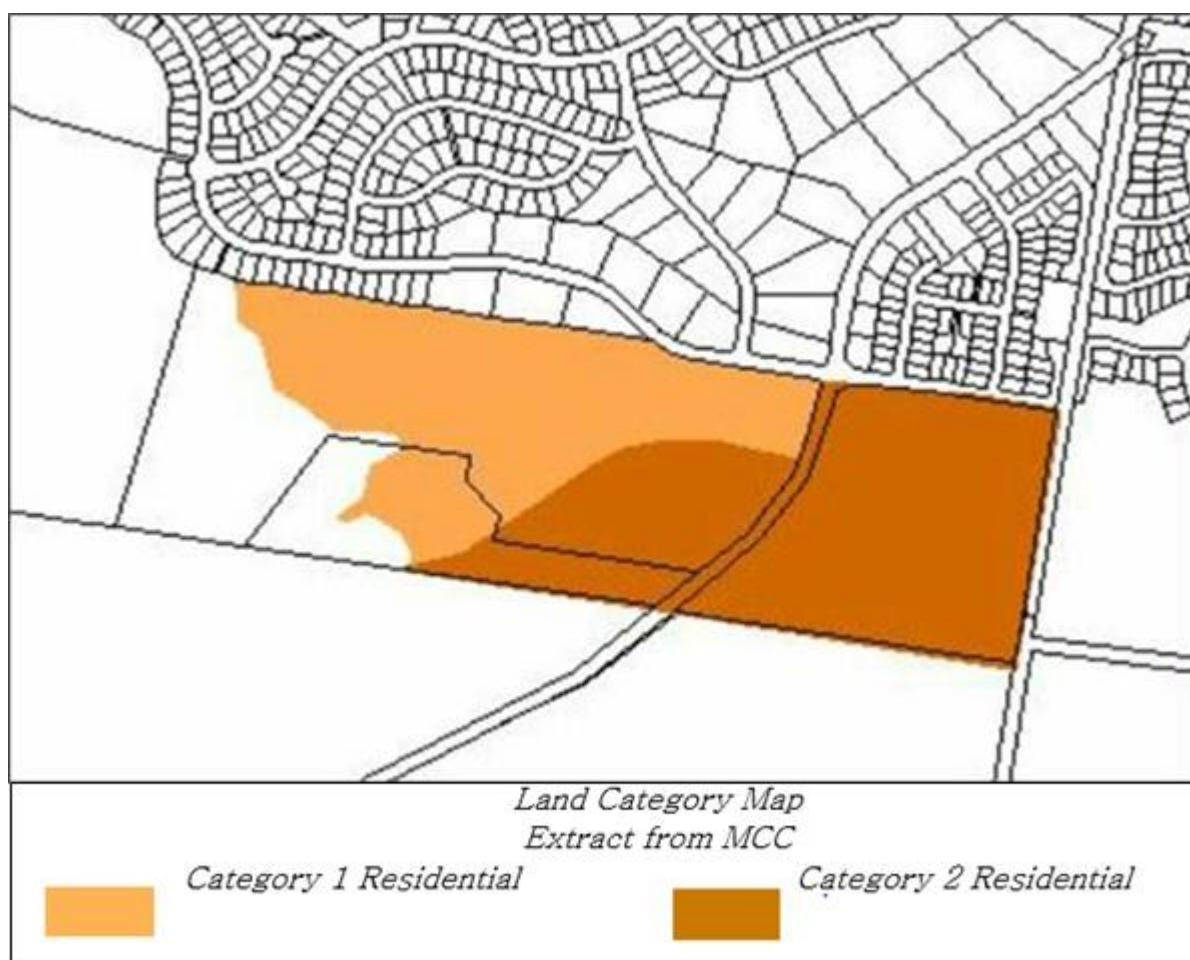 Land Category Map
Extract from MCC
Category 1 Residential
Category 2 Residential